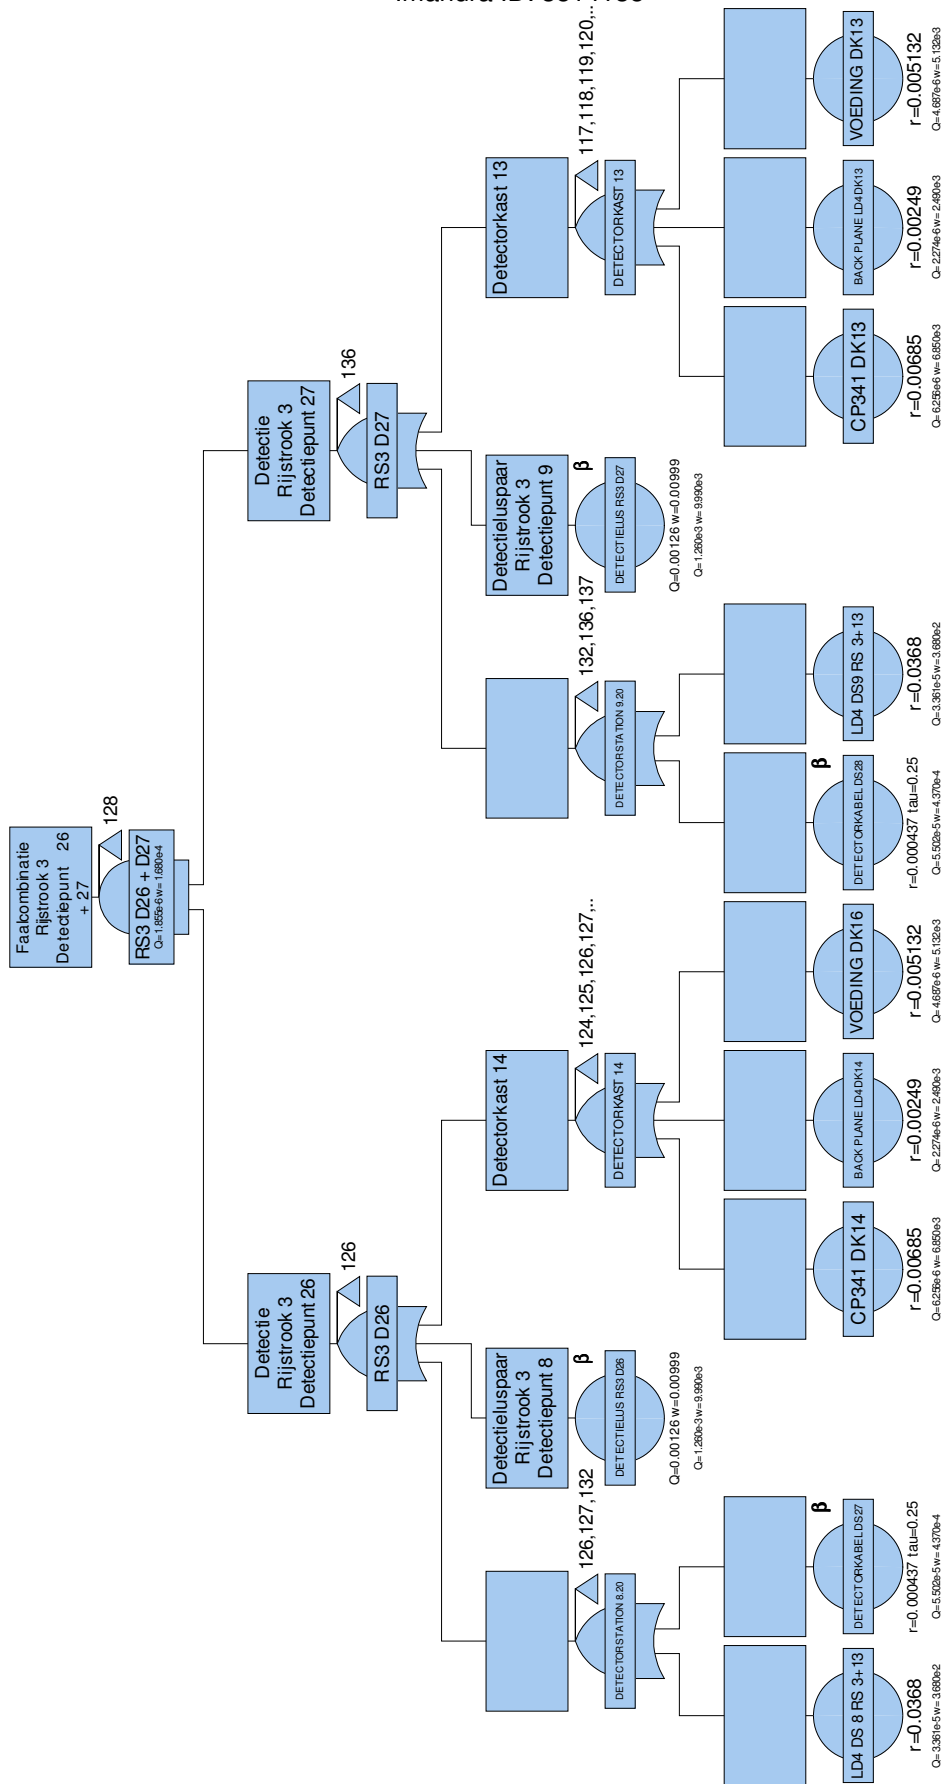 Faalcombinatie
Rijstrook 3
Detectiepunt 26
+ 27
128
RS3 D26 + D27
Q=1.855e-6 w= 1.680e-4
Detectie
Rijstrook 3
Detectiepunt 26
126
RS3 D26
Detectie
Rijstrook 3
Detectiepunt 27
136
RS3 D27
126,127,132
DETECTORSTATION 8.20
Detectieluspaar
Rijstrook 3
Detectiepunt 8
β
DETECTIELUS RS3 D26
Q=0.00126 w=0.00999
Q=1.260e-3 w= 9.990e-3
Detectorkast 14
124,125,126,127,..
DETECTORKAST 14
132,136,137
DETECTORSTATION 9.20
Detectieluspaar
Rijstrook 3
Detectiepunt 9
β
DETECTIELUS RS3 D27
Q=0.00126 w=0.00999
Q=1.260e-3 w= 9.990e-3
Detectorkast 13
117,118,119,120,..
DETECTORKAST 13
LD4 DS 8 RS 3+13
r=0.0368
Q=3.361e-5 w= 3.680e-2
β
DETECTORKABEL DS27
r=0.000437 tau=0.25
Q=5.502e-5 w= 4.370e-4
CP341 DK14
r=0.00685
Q=6.256e-6 w= 6.850e-3
BACK PLANE LD4 DK14
r=0.00249
Q=2.274e-6 w= 2.490e-3
VOEDING DK16
r=0.005132
Q=4.687e-6 w= 5.132e-3
β
DETECTORKABEL DS28
r=0.000437 tau=0.25
Q=5.502e-5 w= 4.370e-4
LD4 DS9 RS 3+13
r=0.0368
Q=3.361e-5 w= 3.680e-2
CP341 DK13
r=0.00685
Q=6.256e-6 w= 6.850e-3
BACK PLANE LD4 DK13
r=0.00249
Q=2.274e-6 w= 2.490e-3
VOEDING DK13
r=0.005132
Q=4.687e-6 w= 5.132e-3